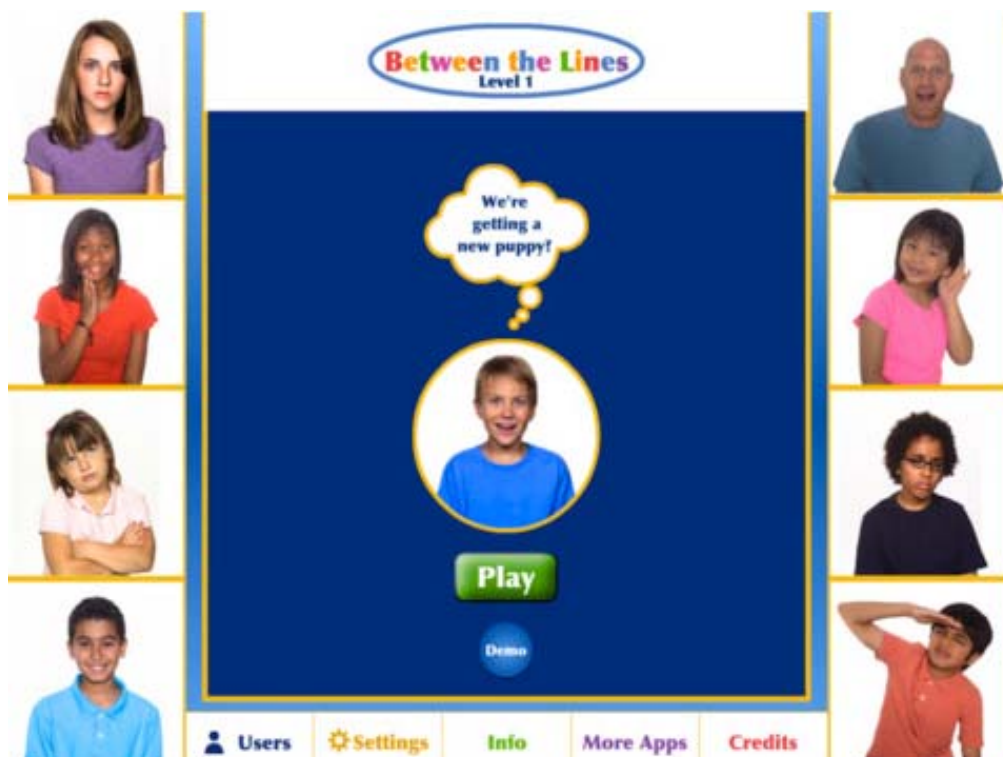 Between the Lines
Level 1
We're
getting a
new puppy!
Play
Demo
Users
Settings
Info
More Apps
Credits